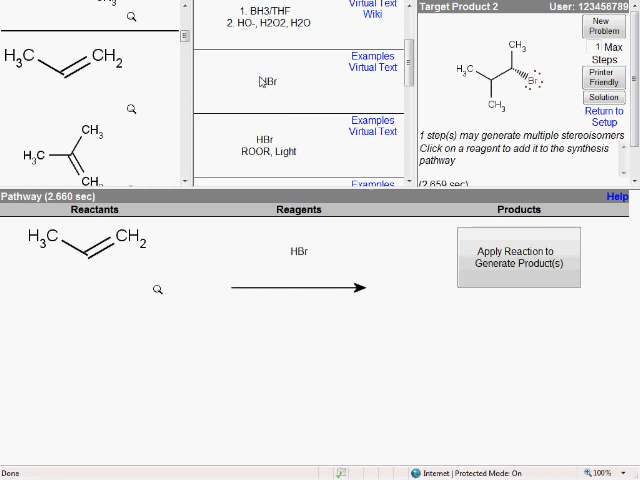 CH3
H3C
CH2
H3C
CH3
CH2
1. BH3/THF
2. HO-, H2O2, H2O
Virtual Text
Wiki
HBr
Examples
Virtual Text
HBr
ROOR, Light
Examples
Virtual Text
Examples
Target Product 2
User: 123456789
CH3
H3C
Br
CH3
New
Problem
1 Max
Steps
Printer
Friendly
Solution
Return to
Setup
1 step(s) may generate multiple stereoisomers
Click on a reagent to add it to the synthesis
pathway
(2.659 sec)
Pathway (2.660 sec)
Help
Reactants
Reagents
Products
H3C
CH2
HBr
Apply Reaction to
Generate Product(s)
Done
Internet | Protected Mode: On
100%